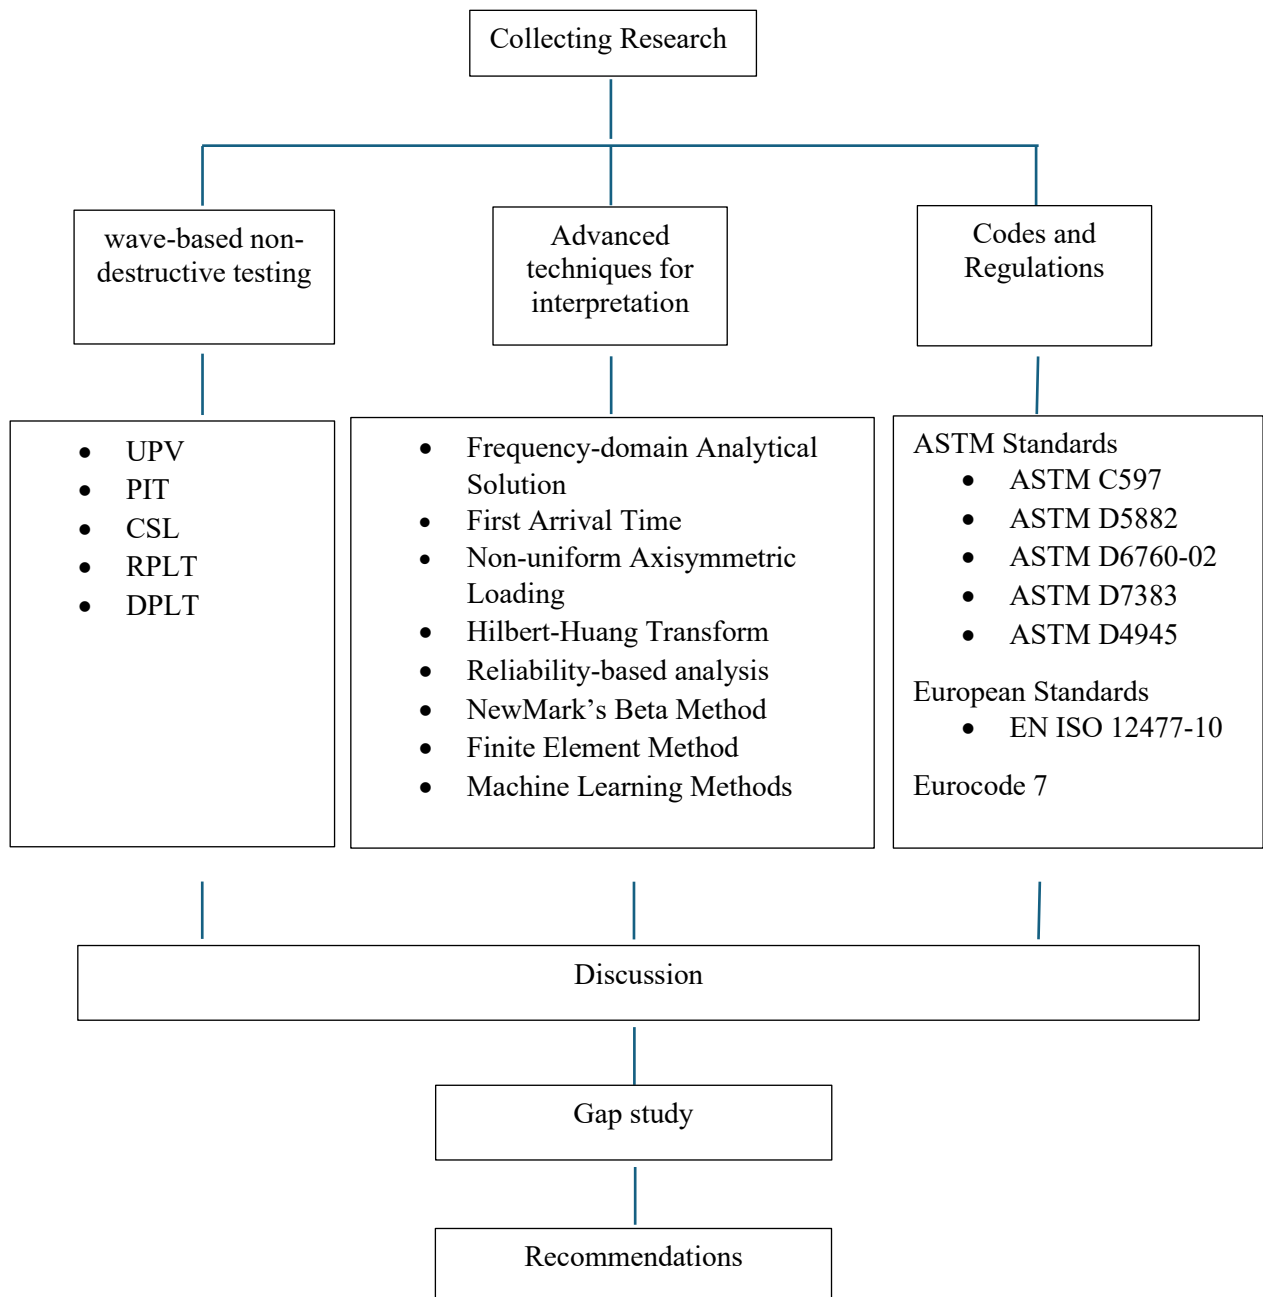 Collecting Research
wave-based non-
destructive testing
Advanced
techniques for
interpretation
Codes and
Regulations
• UPV
• PIT
• CSL
• RPLT
• DPLT
• Frequency-domain Analytical
Solution
• First Arrival Time
• Non-uniform Axisymmetric
Loading
• Hilbert-Huang Transform
• Reliability-based analysis
• NewMark’s Beta Method
• Finite Element Method
• Machine Learning Methods
ASTM Standards
• ASTM C597
• ASTM D5882
• ASTM D6760-02
• ASTM D7383
• ASTM D4945
European Standards
• EN ISO 12477-10
Eurocode 7
Discussion
Gap study
Recommendations